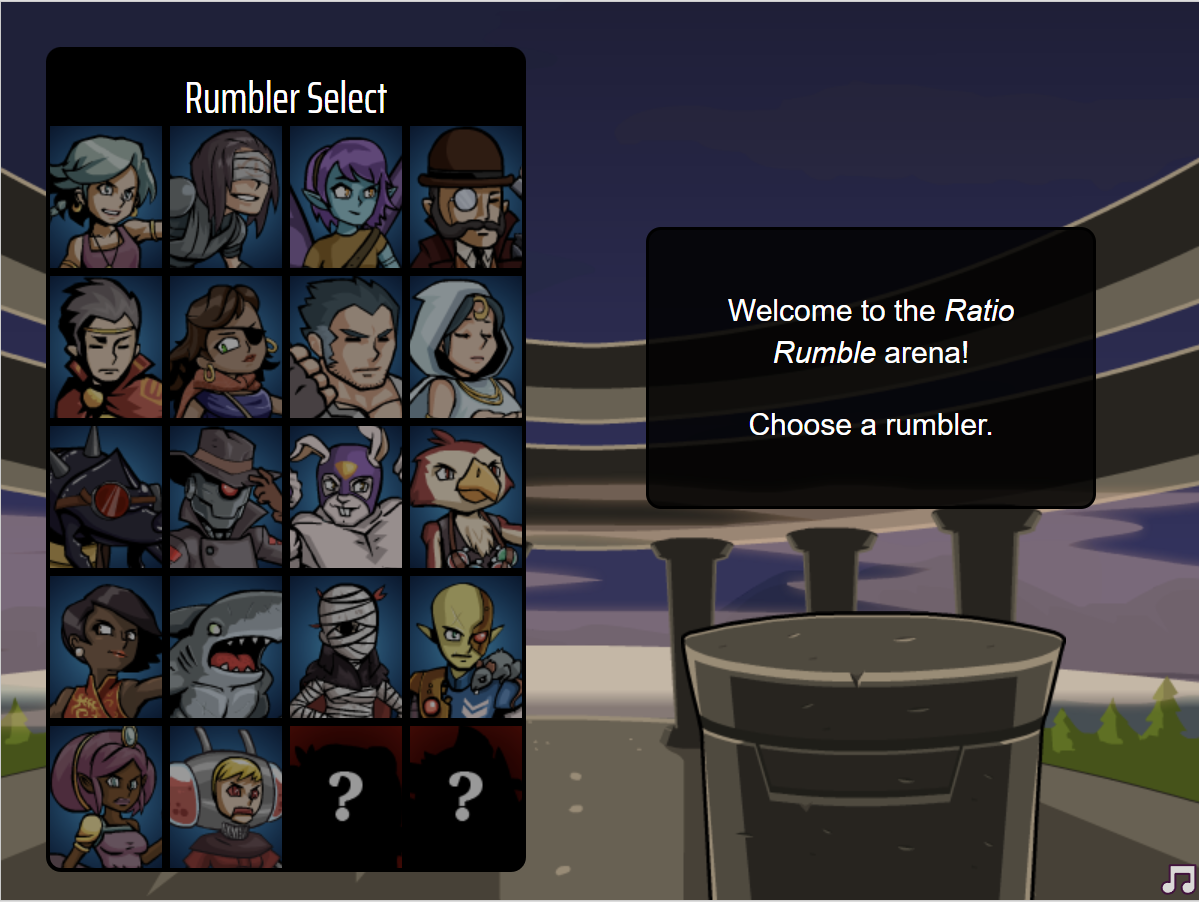 Rumbler Select
Welcome to the Ratio
Rumble arena!
Choose a rumbler.
?
?